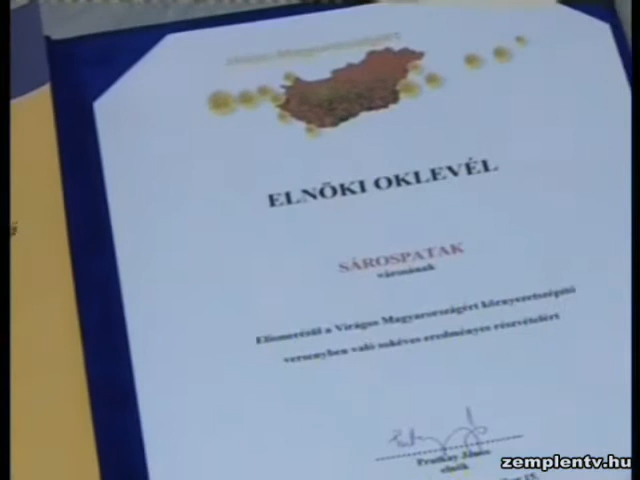 ELNÖKI OKLEVÉL
SÁROSPATAK
városának
Elismerésül a Virágos Magyarországért környezetszépítő
versenyben való sokéves eredményes részvételért
elnök
zemplentv.hu